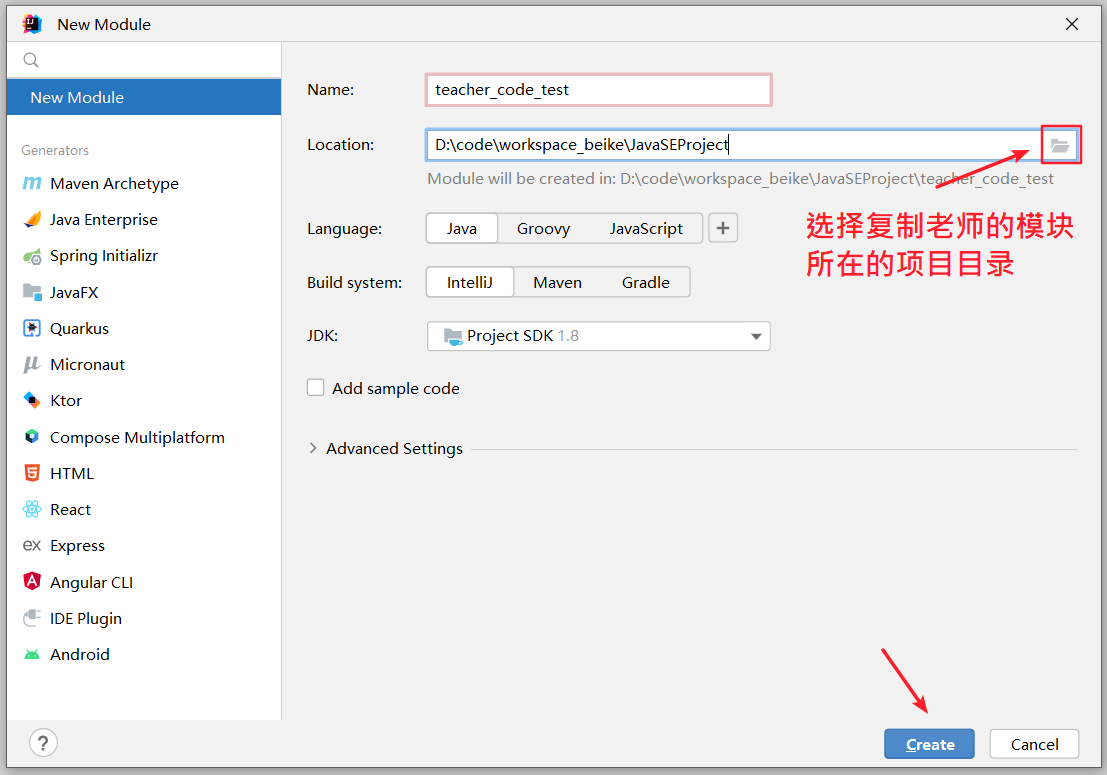 New Module
New Module
Generators
Maven Archetype
Java Enterprise
Spring Initializr
JavaFX
Quarkus
Micronaut
Ktor
Compose Multiplatform
HTML
React
ex Express
Angular CLI
IDE Plugin
Android
?
Name: teacher_code_test
Location: D:\code\workspace_beike\JavaSEProject
Module will be created in: D:\code\workspace_beike\JavaSEProject\teacher_code_test
选择复制老师的模块
所在的项目目录
Language: Java Groovy JavaScript +
Build system: IntelliJ Maven Gradle
JDK: Project SDK 1.8
Add sample code
Advanced Settings
Create Cancel